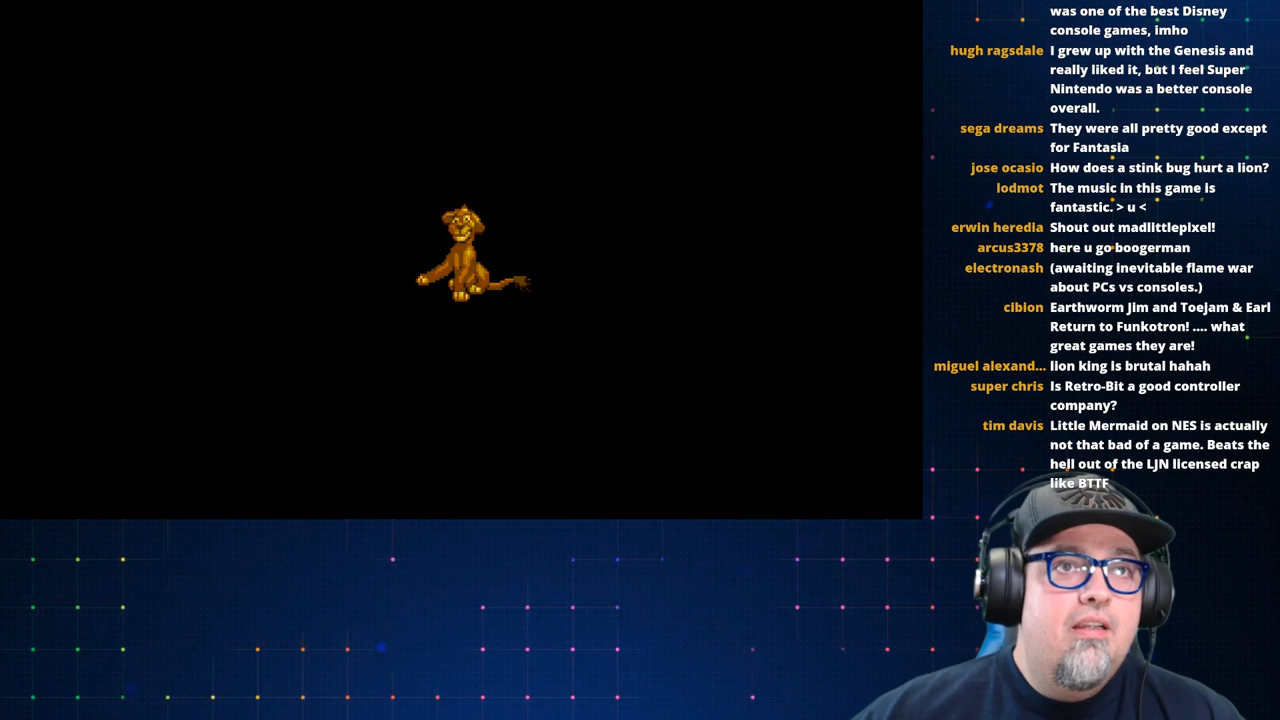 was one of the best Disney
console games, imho
hugh ragsdale I grew up with the Genesis and
really liked it, but I feel Super
Nintendo was a better console
overall.
sega dreams They were all pretty good except
for Fantasia
jose ocasio How does a stink bug hurt a lion?
lodmot The music in this game is
fantastic. > u <
erwin heredia Shout out madlittlepixel!
arcus3378 here u go boogerman
electronash (awaiting inevitable flame war
about PCs vs consoles.)
cibion Earthworm Jim and Toejam & Earl
Return to Funkotron! .... what
great games they are!
miguel alexand... lion king is brutal hahah
super chris Is Retro-Bit a good controller
company?
tim davis Little Mermaid on NES is actually
not that bad of a game. Beats the
hell out of the LJN licensed crap
like BTTF